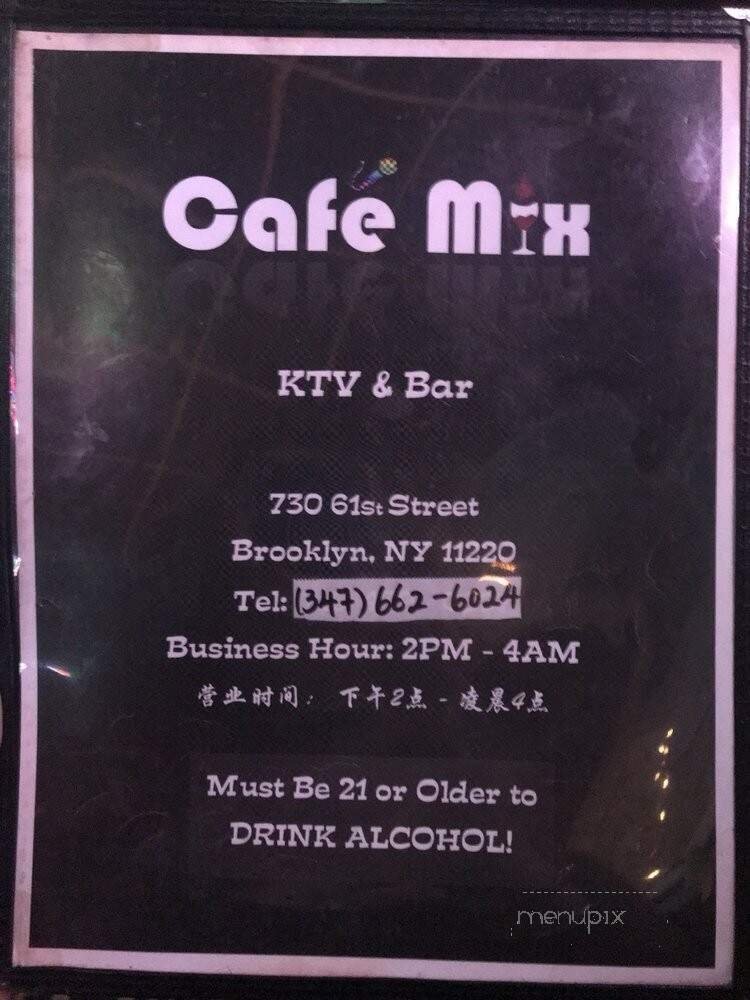 Café Mix
KTV & Bar
730 61st Street
Brooklyn, NY 11220
Tel: (347) 662-6024
Business Hour: 2PM - 4AM
营业时间： 下午2点 - 凌晨4点
Must Be 21 or Older to
DRINK ALCOHOL!
menupix